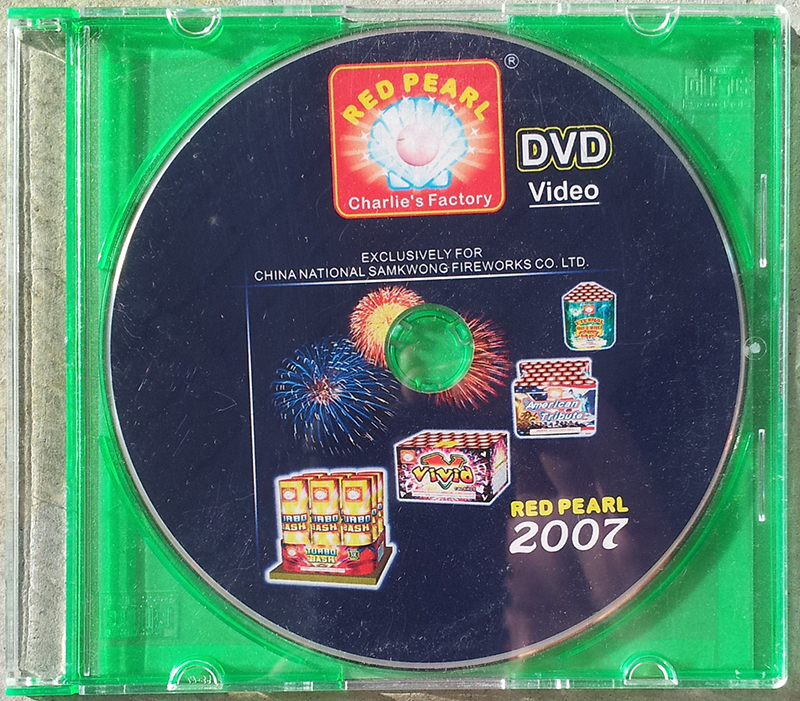 RED PEARL
®
Charlie's Factory
DVD
Video
EXCLUSIVELY FOR
CHINA NATIONAL SAMKWONG FIREWORKS CO. LTD.
American
Tribute
ViVid
TURBO TURBO TURBO
DASH DASH DASH
TURBO
DASH
RED PEARL
2007